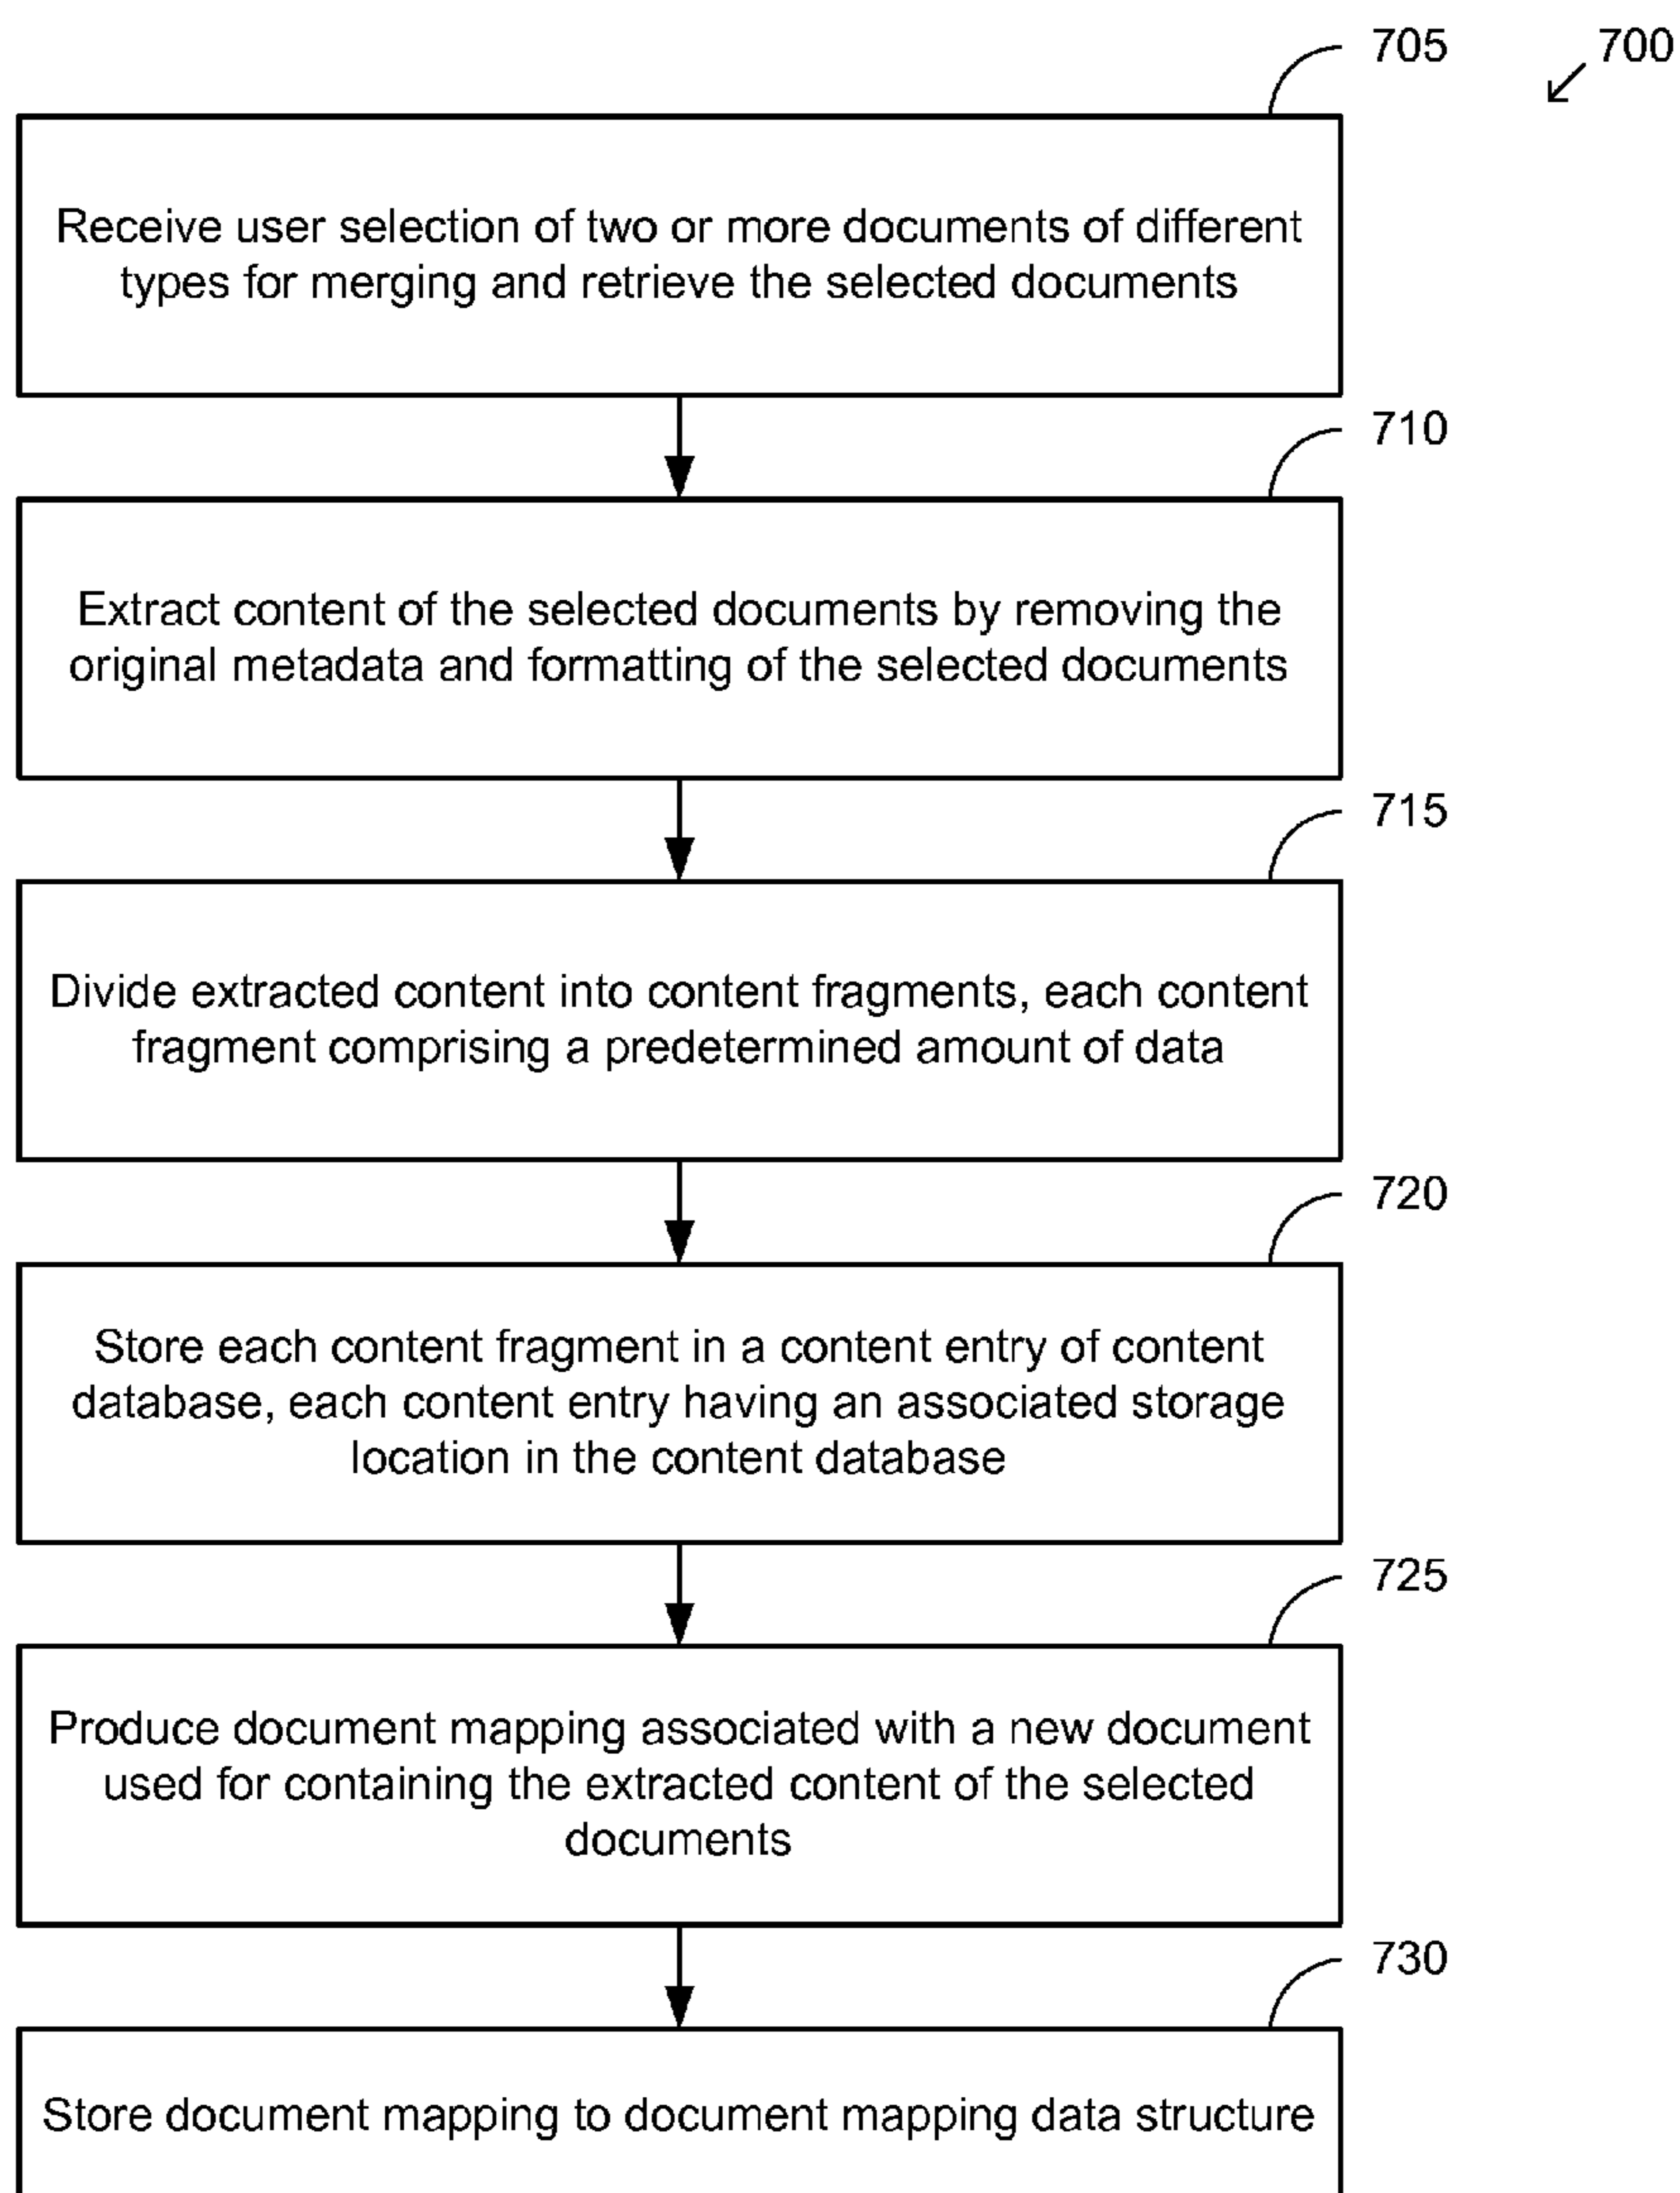 705
700
Receive user selection of two or more documents of different
types for merging and retrieve the selected documents
710
Extract content of the selected documents by removing the
original metadata and formatting of the selected documents
715
Divide extracted content into content fragments, each content
fragment comprising a predetermined amount of data
720
Store each content fragment in a content entry of content
database, each content entry having an associated storage
location in the content database
725
Produce document mapping associated with a new document
used for containing the extracted content of the selected
documents
730
Store document mapping to document mapping data structure